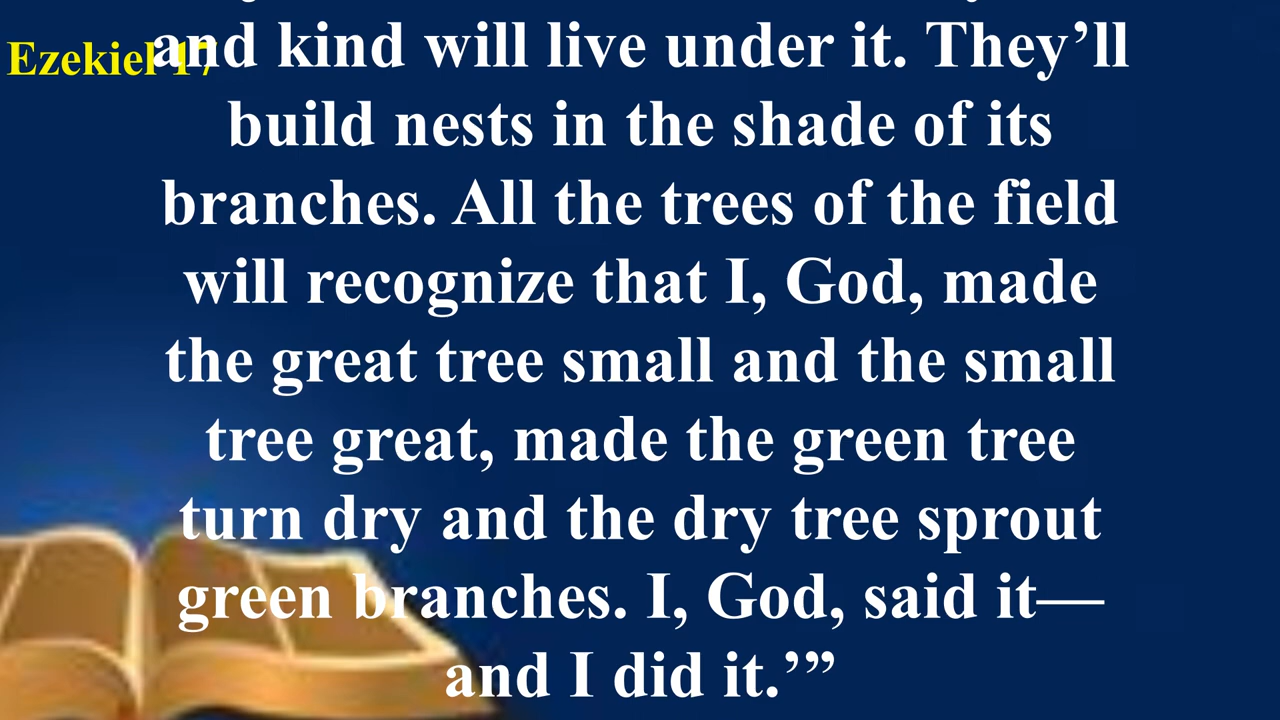 Ezekiel 17
and kind will live under it. They’ll
build nests in the shade of its
branches. All the trees of the field
will recognize that I, God, made
the great tree small and the small
tree great, made the green tree
turn dry and the dry tree sprout
green branches. I, God, said it—
and I did it.’”